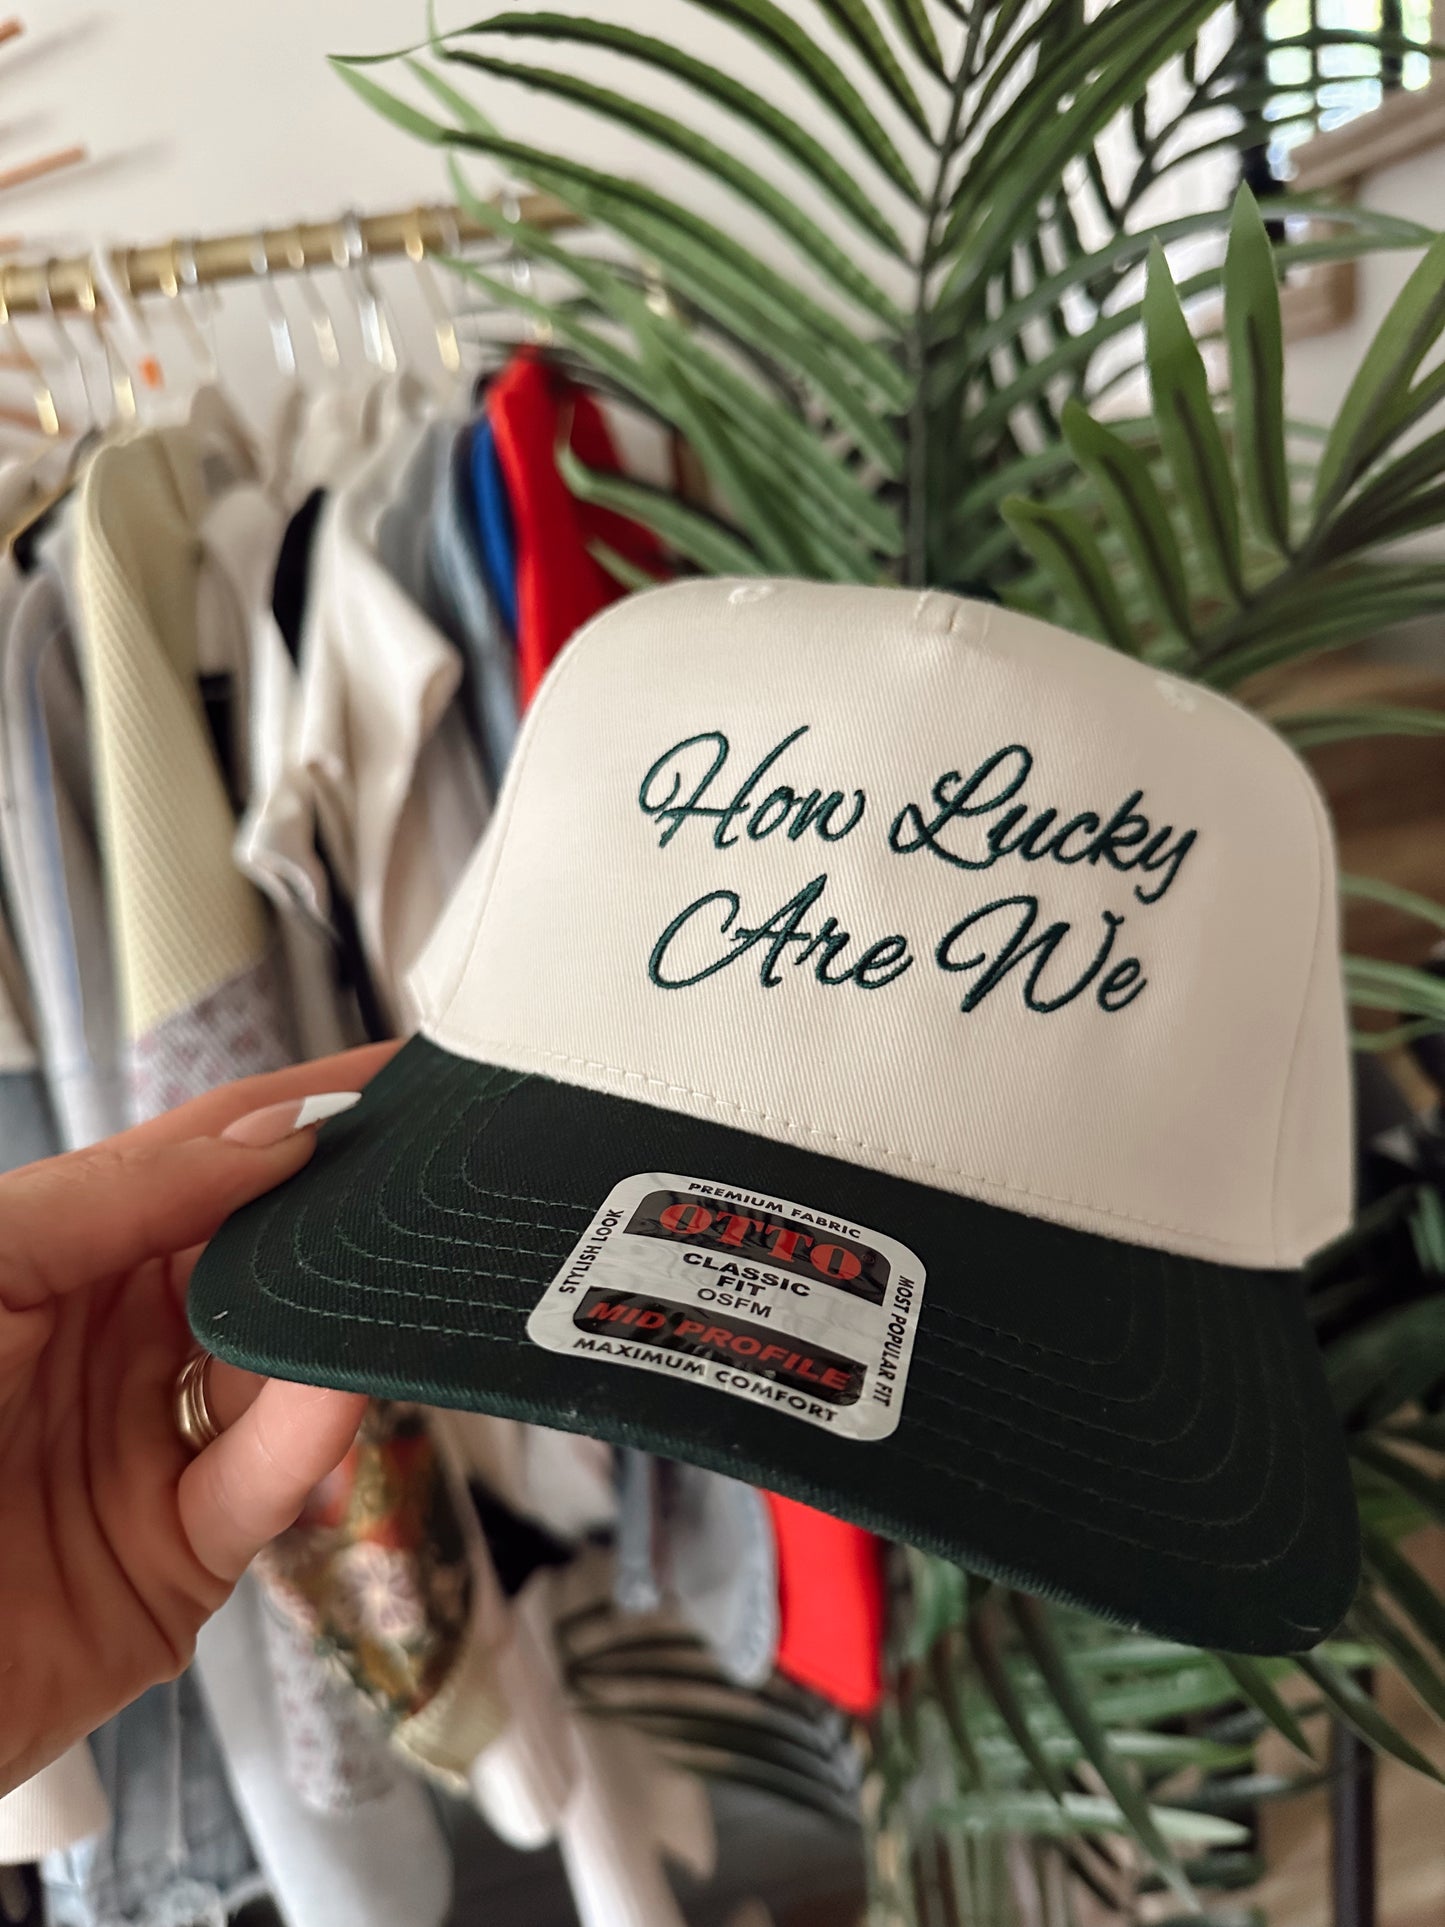 How Lucky
Are We
PREMIUM FABRIC
STYLISH LOOK
OTTO
CLASSIC
FIT
OSFM
MID PROFILE
MOST POPULAR FIT
MAXIMUM COMFORT